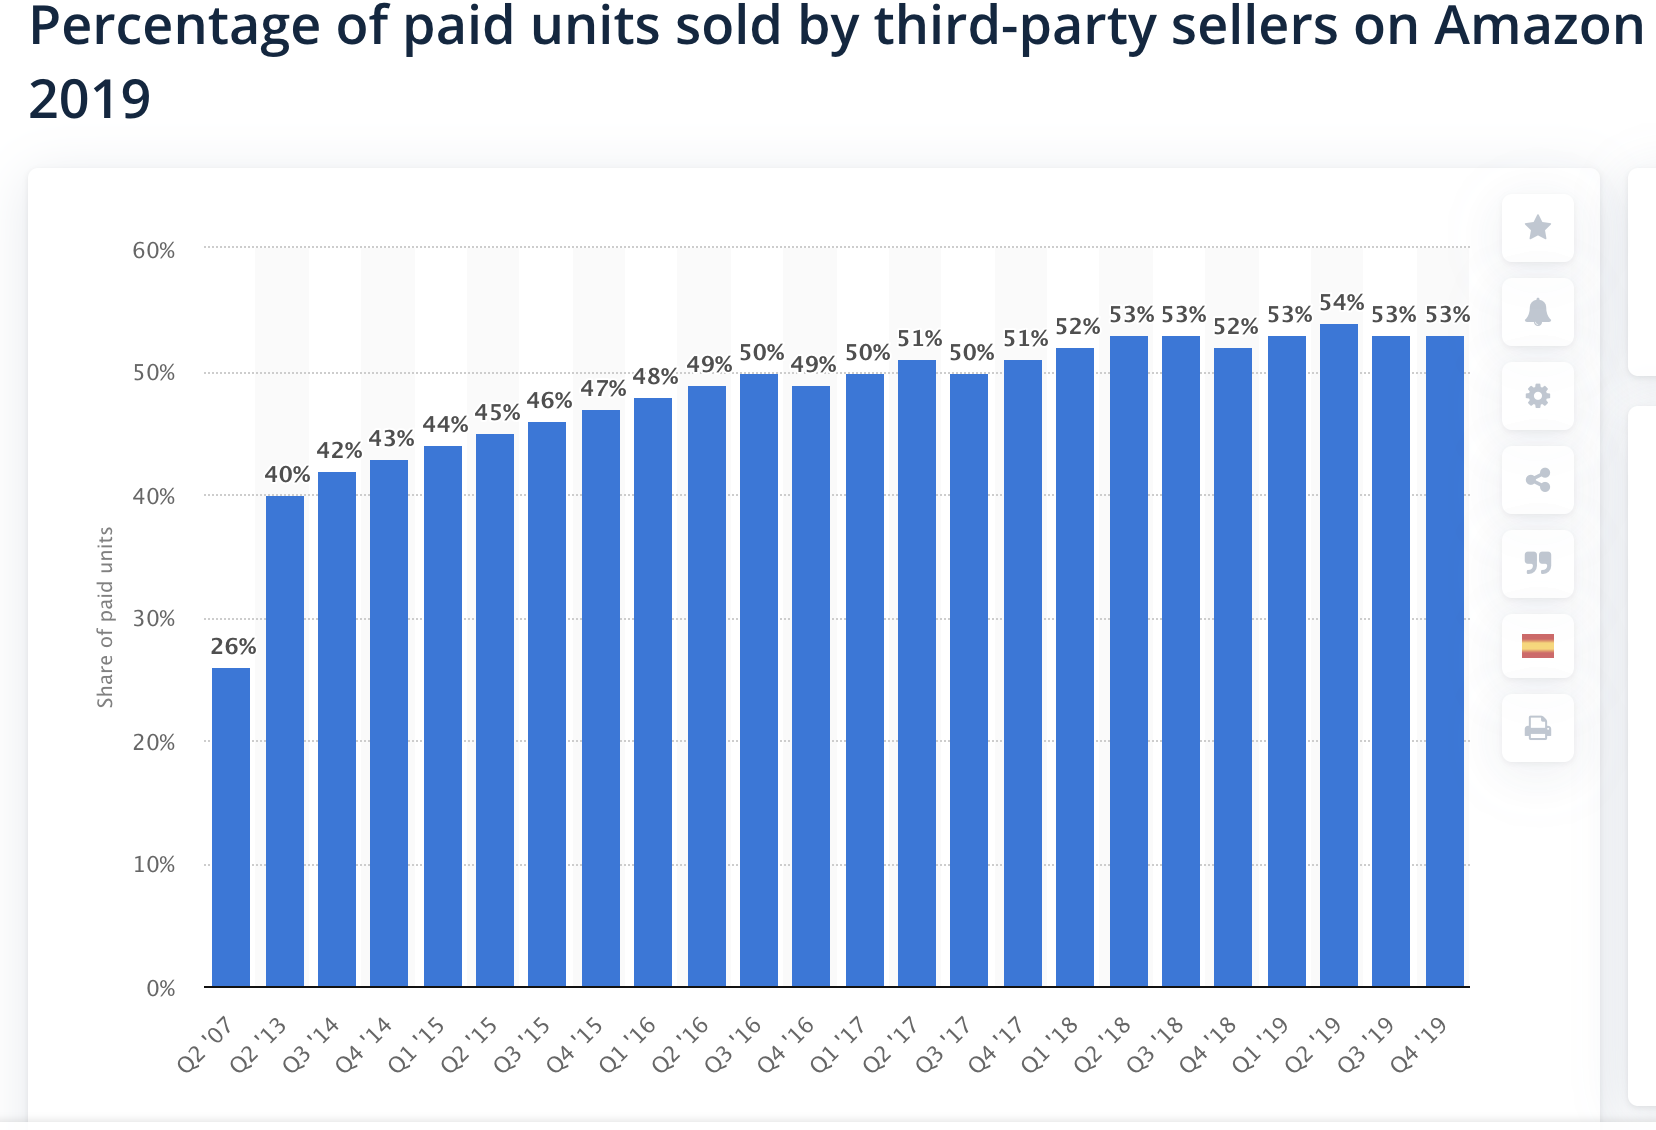 Percentage of paid units sold by third-party sellers on Amazon
2019
60%
50%
40%
30%
20%
10%
0%
Share of paid units
26%
40%
42%
43%
44%
45%
46%
47%
48%
49%
50%
49%
50%
51%
50%
51%
52%
53%
53%
52%
53%
54%
53%
53%
Q2 '07
Q2 '13
Q3 '14
Q4 '14
Q1 '15
Q2 '15
Q3 '15
Q4 '15
Q1 '16
Q2 '16
Q3 '16
Q4 '16
Q1 '17
Q2 '17
Q3 '17
Q4 '17
Q1 '18
Q2 '18
Q3 '18
Q4 '18
Q1 '19
Q2 '19
Q3 '19
Q4 '19